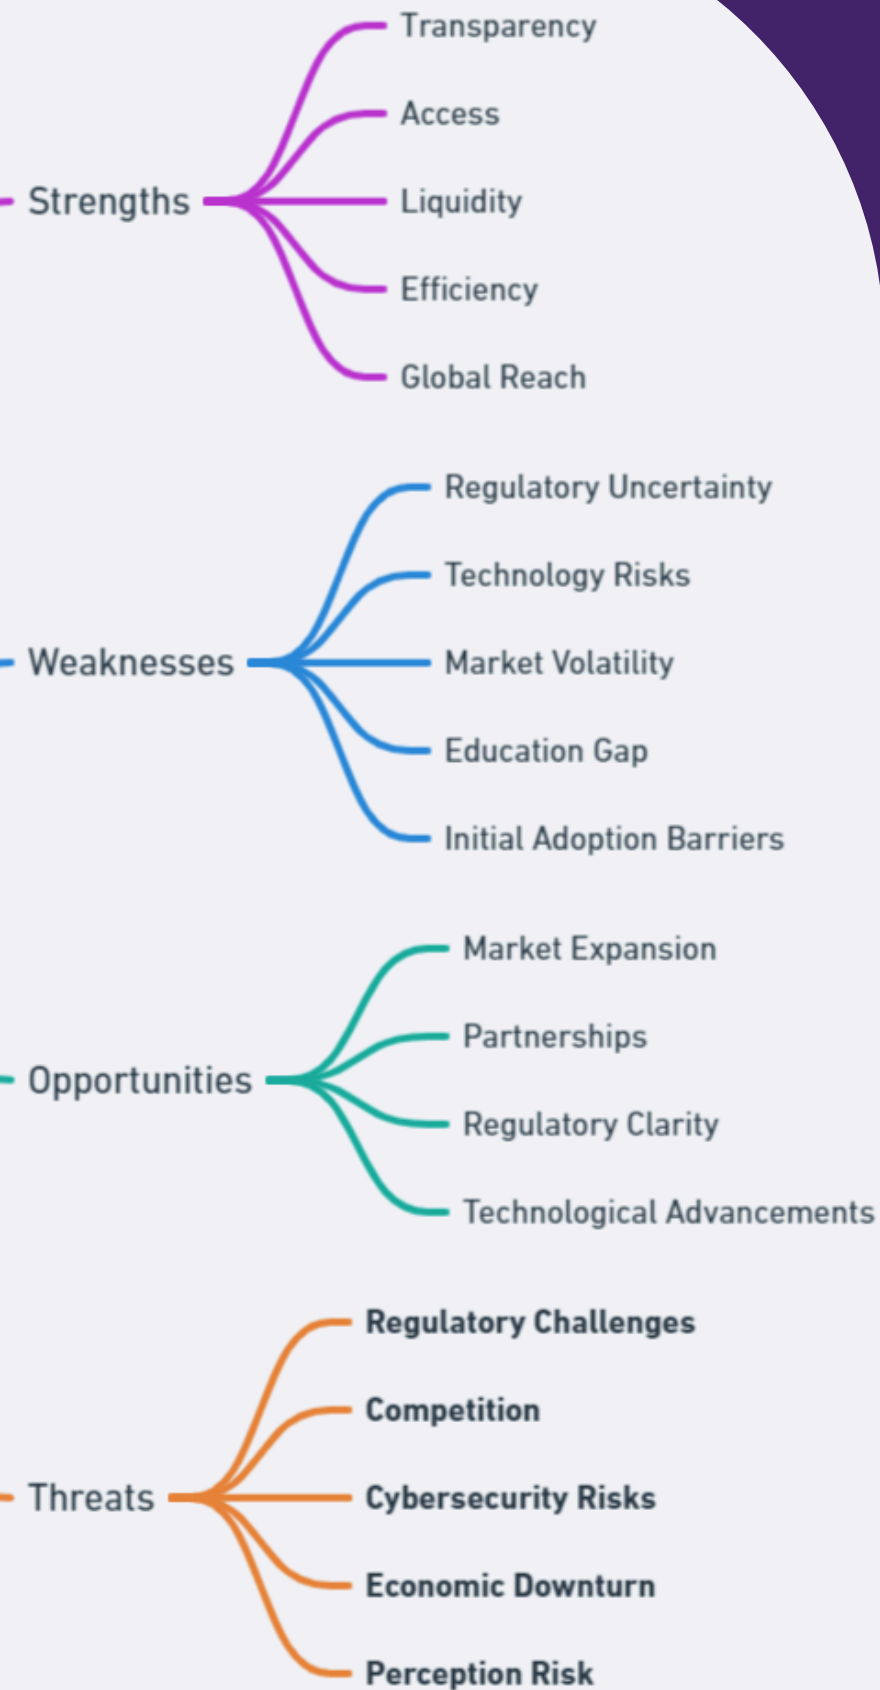 Strengths
Transparency
Access
Liquidity
Efficiency
Global Reach
Weaknesses
Regulatory Uncertainty
Technology Risks
Market Volatility
Education Gap
Initial Adoption Barriers
Opportunities
Market Expansion
Partnerships
Regulatory Clarity
Technological Advancements
Threats
Regulatory Challenges
Competition
Cybersecurity Risks
Economic Downturn
Perception Risk